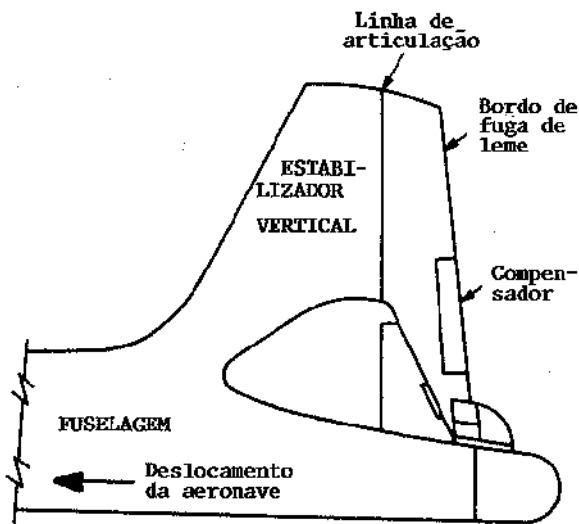 Linha de
articulação
Bordo de
fuga de
leme
ESTABI-
LIZADOR
VERTICAL
Compen-
sador
FUSELAGEM
Deslocamento
da aeronave